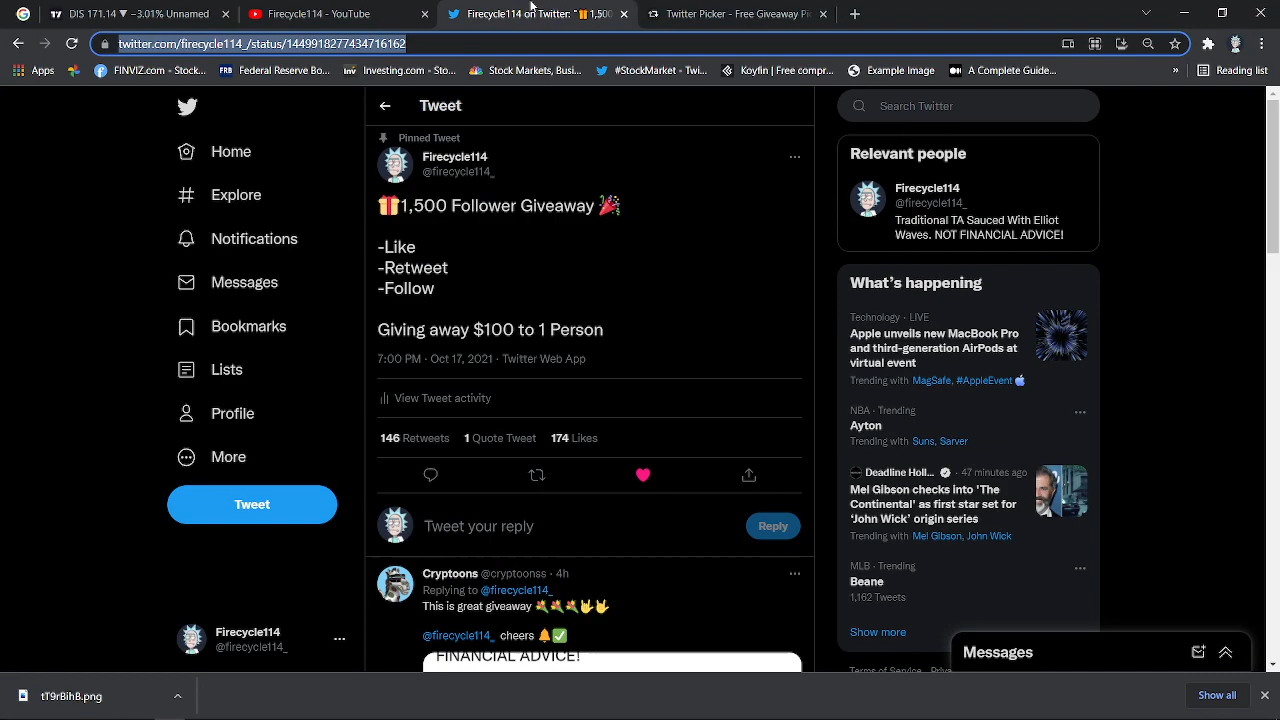 DIS 171.14 ▼ −3.01% Unnamed
Firecycle114 - YouTube
Firecycle114 on Twitter: "🎁1,500
Twitter Picker - Free Giveaway Pi
twitter.com/firecycle114_/status/1449918277434716162
Apps
FINVIZ.com - Stock...
FRB Federal Reserve Bo...
inv Investing.com - Sto...
Stock Markets, Busi...
#StockMarket - Twi...
Koyfin | Free compr...
Example Image
A Complete Guide...
»
Reading list
Home
Explore
Notifications
Messages
Bookmarks
Lists
Profile
More
Tweet
Firecycle114
@firecycle114_
Tweet
Pinned Tweet
Firecycle114
@firecycle114_
🎁1,500 Follower Giveaway 🎉
-Like
-Retweet
-Follow
Giving away $100 to 1 Person
7:00 PM · Oct 17, 2021 · Twitter Web App
View Tweet activity
146 Retweets 1 Quote Tweet 174 Likes
Tweet your reply
Reply
Cryptoons @cryptoonss · 4h
Replying to @firecycle114_
This is great giveaway 💐💐💐🤟🤟
@firecycle114_ cheers 🔔✅
FINANCIAL ADVICE!
Search Twitter
Relevant people
Firecycle114
@firecycle114_
Traditional TA Sauced With Elliot
Waves. NOT FINANCIAL ADVICE!
What's happening
Technology · LIVE
Apple unveils new MacBook Pro
and third-generation AirPods at
virtual event
Trending with MagSafe, #AppleEvent
NBA · Trending
Ayton
Trending with Suns, Sarver
Deadline Holl... · 47 minutes ago
Mel Gibson checks into 'The
Continental' as first star set for
'John Wick' origin series
Trending with Mel Gibson, John Wick
MLB · Trending
Beane
1,162 Tweets
Show more
Terms of Service Priva
Messages
tT9rBihB.png
Show all